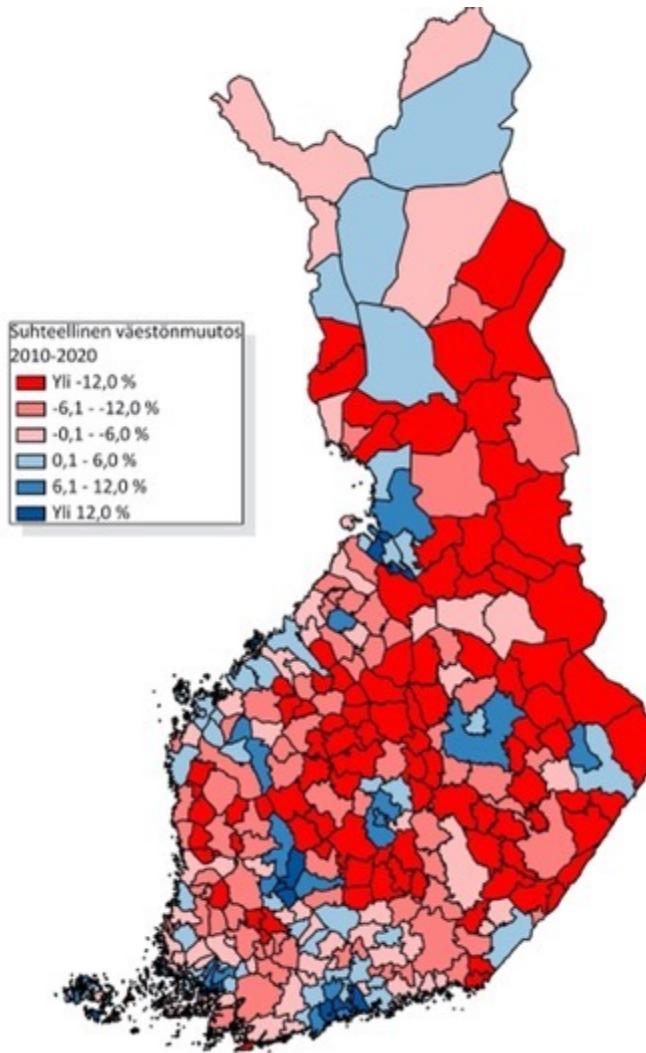 Suhteellinen väestönmuutos
2010-2020
Yli -12,0 %
-6,1 - -12,0 %
-0,1 - -6,0 %
0,1 - 6,0 %
6,1 - 12,0 %
Yli 12,0 %